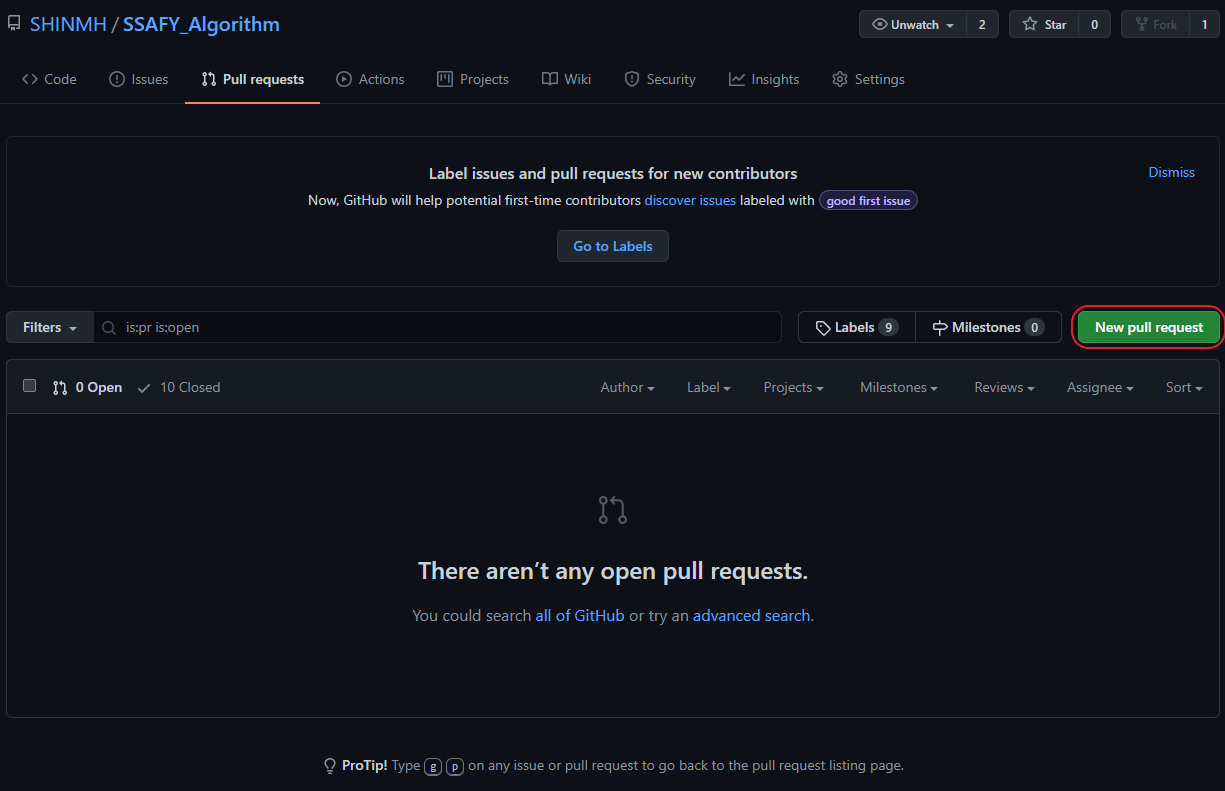 SHINMH / SSAFY_Algorithm
Unwatch 2 Star 0 Fork 1
Code Issues Pull requests Actions Projects Wiki Security Insights Settings
Label issues and pull requests for new contributors
Dismiss
Now, GitHub will help potential first-time contributors discover issues labeled with good first issue
Go to Labels
Filters is:pr is:open Labels 9 Milestones 0 New pull request
0 Open 10 Closed Author Label Projects Milestones Reviews Assignee Sort
There aren’t any open pull requests.
You could search all of GitHub or try an advanced search.
ProTip! Type g p on any issue or pull request to go back to the pull request listing page.